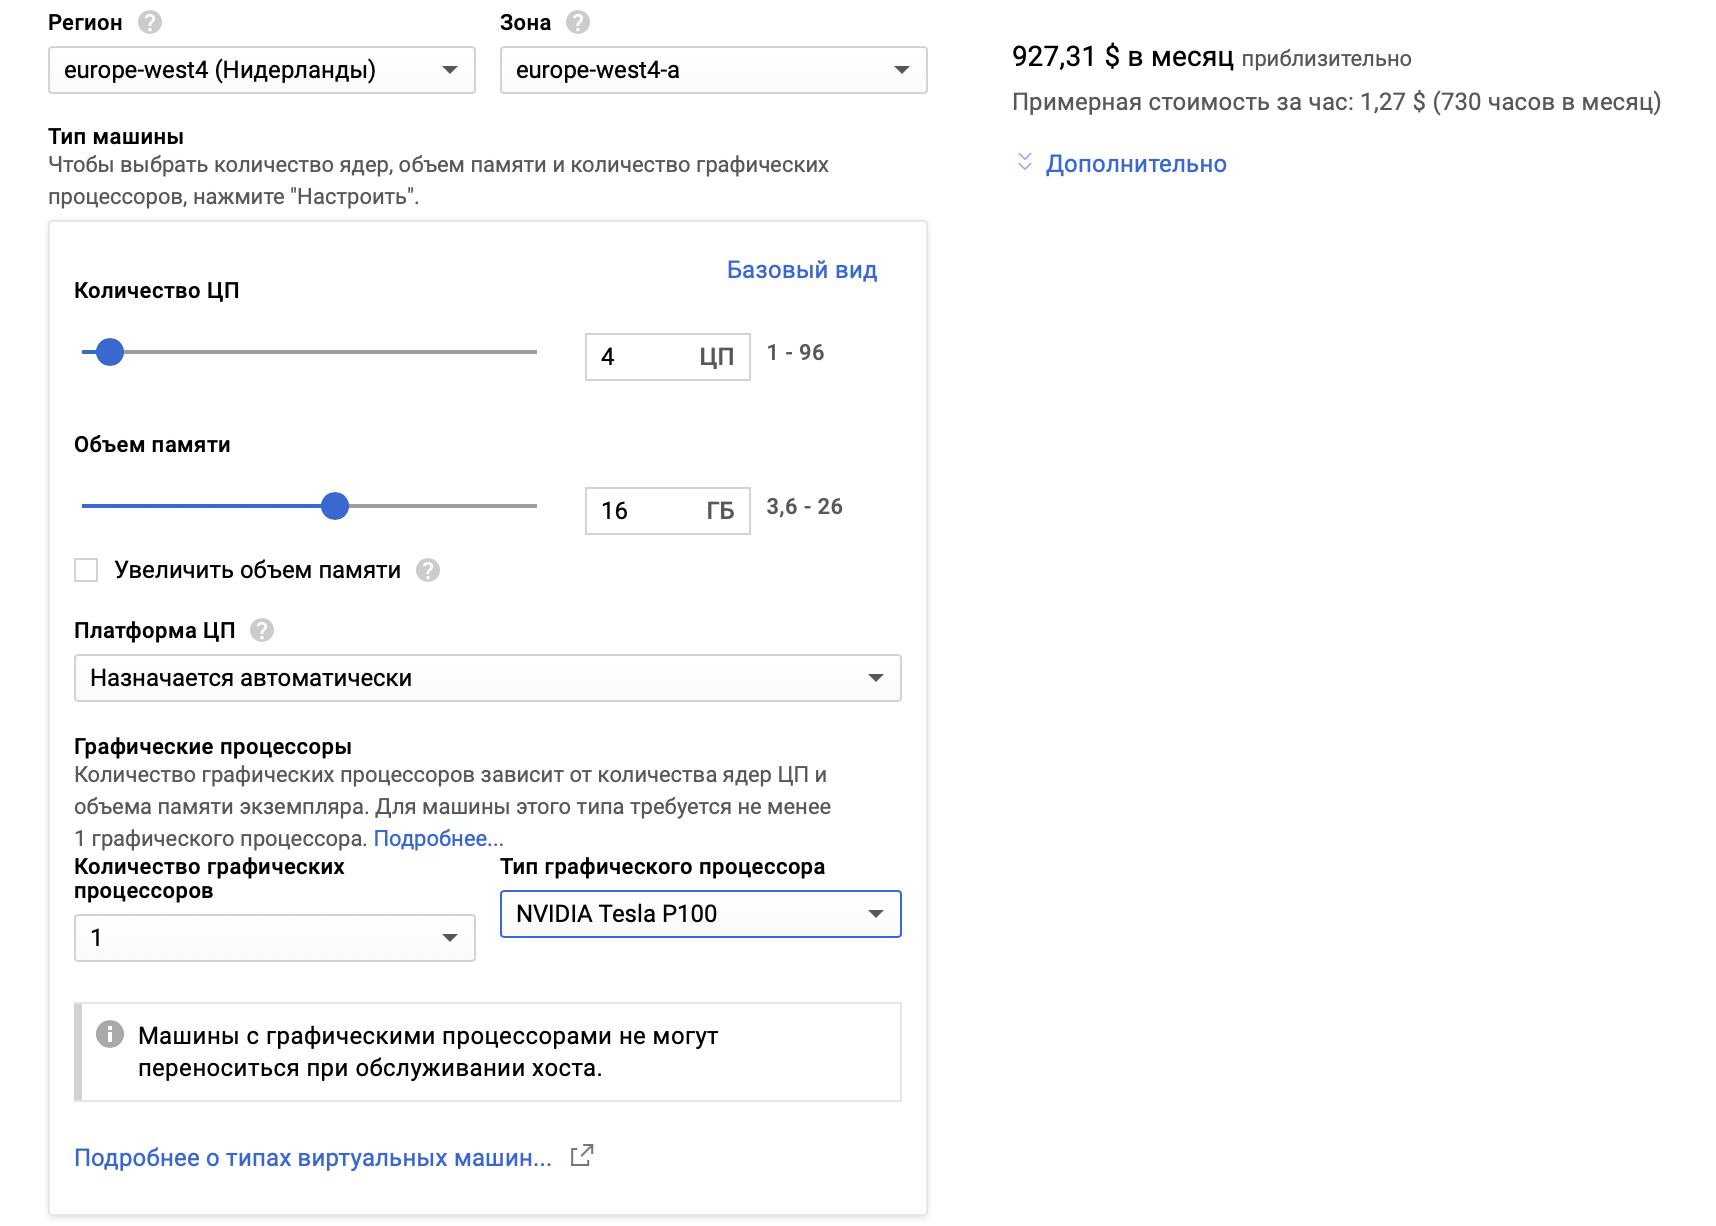 Регион
Зона
europe-west4 (Нидерланды)
europe-west4-a
927,31 $ в месяц приблизительно
Примерная стоимость за час: 1,27 $ (730 часов в месяц)
Дополнительно
Тип машины
Чтобы выбрать количество ядер, объем памяти и количество графических
процессоров, нажмите "Настроить".
Базовый вид
Количество ЦП
4 ЦП 1 - 96
Объем памяти
16 ГБ 3,6 - 26
Увеличить объем памяти
Платформа ЦП
Назначается автоматически
Графические процессоры
Количество графических процессоров зависит от количества ядер ЦП и
объема памяти экземпляра. Для машины этого типа требуется не менее
1 графического процессора. Подробнее...
Количество графических
процессоров
1
Тип графического процессора
NVIDIA Tesla P100
Машины с графическими процессорами не могут
переноситься при обслуживании хоста.
Подробнее о типах виртуальных машин...